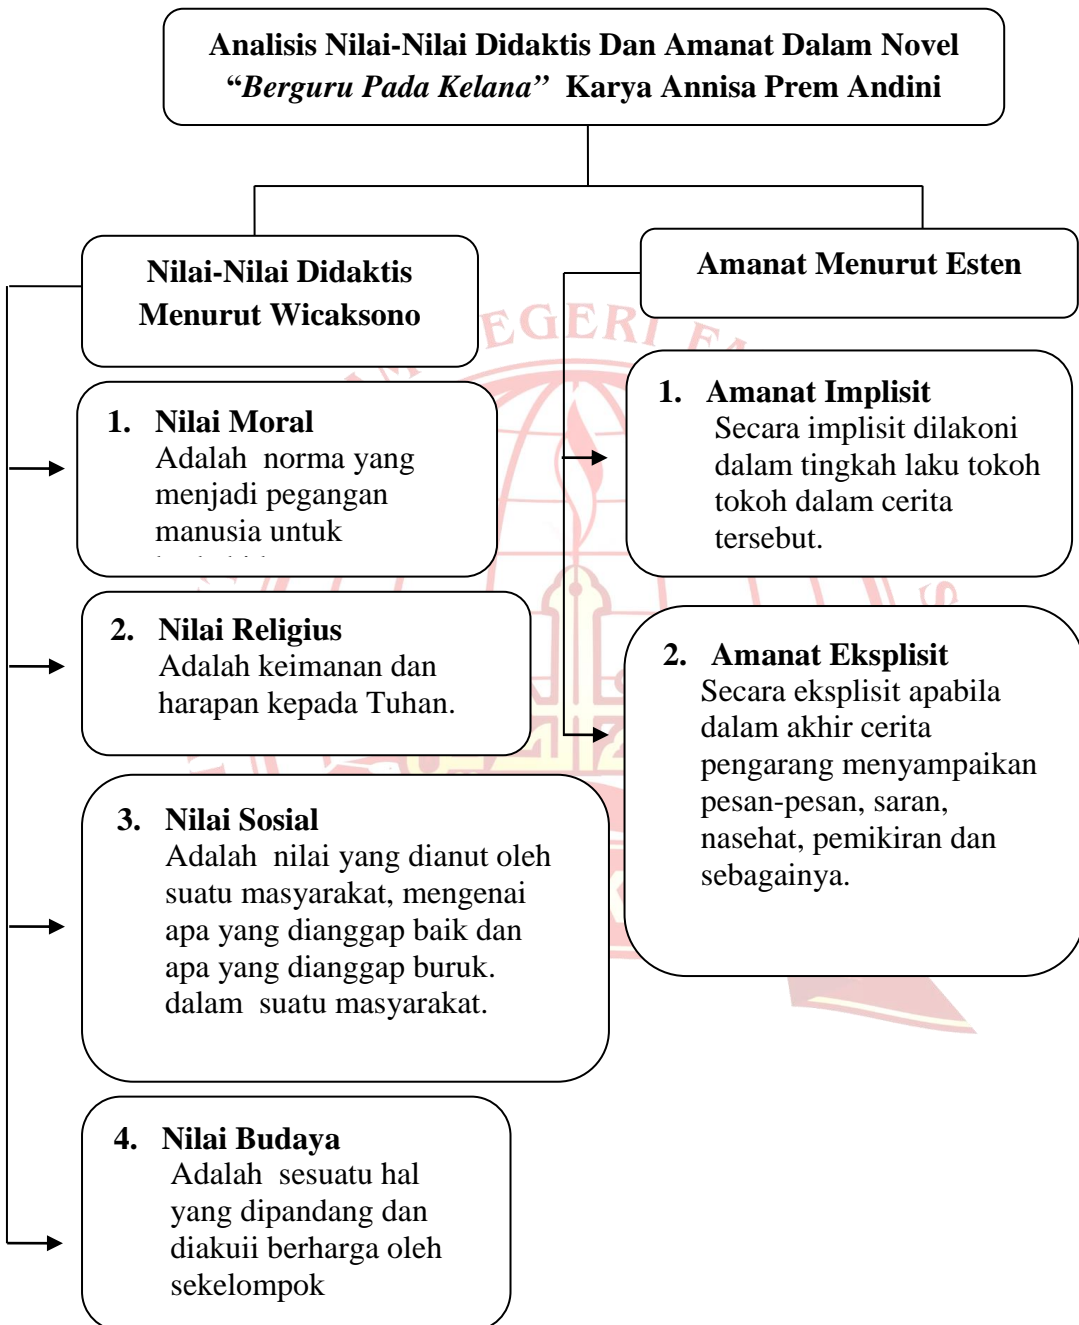 Analisis Nilai-Nilai Didaktis Dan Amanat Dalam Novel
“Berguru Pada Kelana” Karya Annisa Prem Andini
Nilai-Nilai Didaktis
Menurut Wicaksono
1. Nilai Moral
Adalah norma yang
menjadi pegangan
manusia untuk
2. Nilai Religius
Adalah keimanan dan
harapan kepada Tuhan.
3. Nilai Sosial
Adalah nilai yang dianut oleh
suatu masyarakat, mengenai
apa yang dianggap baik dan
apa yang dianggap buruk.
dalam suatu masyarakat.
4. Nilai Budaya
Adalah sesuatu hal
yang dipandang dan
diakuii berharga oleh
sekelompok
Amanat Menurut Esten
1. Amanat Implisit
Secara implisit dilakoni
dalam tingkah laku tokoh
tokoh dalam cerita
tersebut.
2. Amanat Eksplisit
Secara eksplisit apabila
dalam akhir cerita
pengarang menyampaikan
pesan-pesan, saran,
nasehat, pemikiran dan
sebagainya.
EGERI